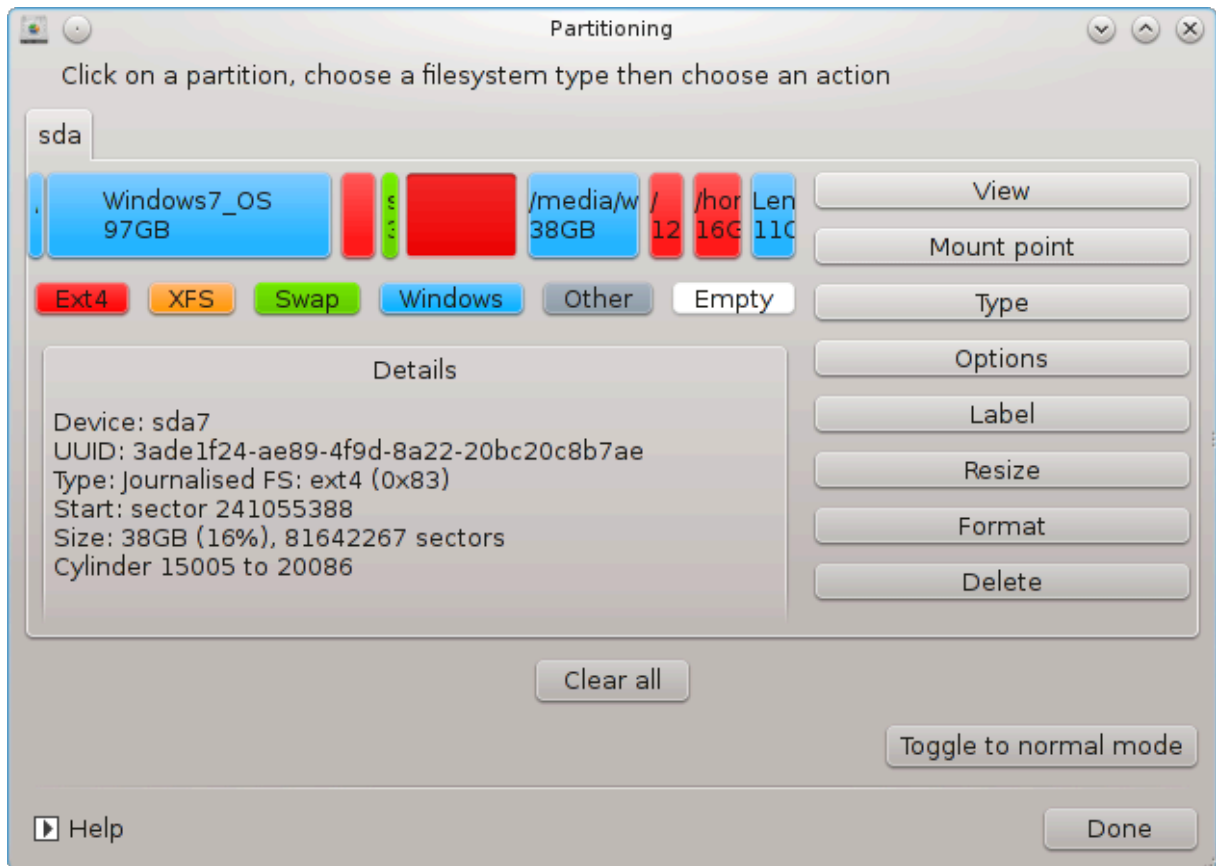 Partitioning
Click on a partition, choose a filesystem type then choose an action
sda
Windows7_OS
97GB
/media/w
38GB
/
12
/hor
16G
Len
11G
Ext4
XFS
Swap
Windows
Other
Empty
Details
Device: sda7
UUID: 3ade1f24-ae89-4f9d-8a22-20bc20c8b7ae
Type: Journalised FS: ext4 (0x83)
Start: sector 241055388
Size: 38GB (16%), 81642267 sectors
Cylinder 15005 to 20086
View
Mount point
Type
Options
Label
Resize
Format
Delete
Clear all
Toggle to normal mode
Help
Done